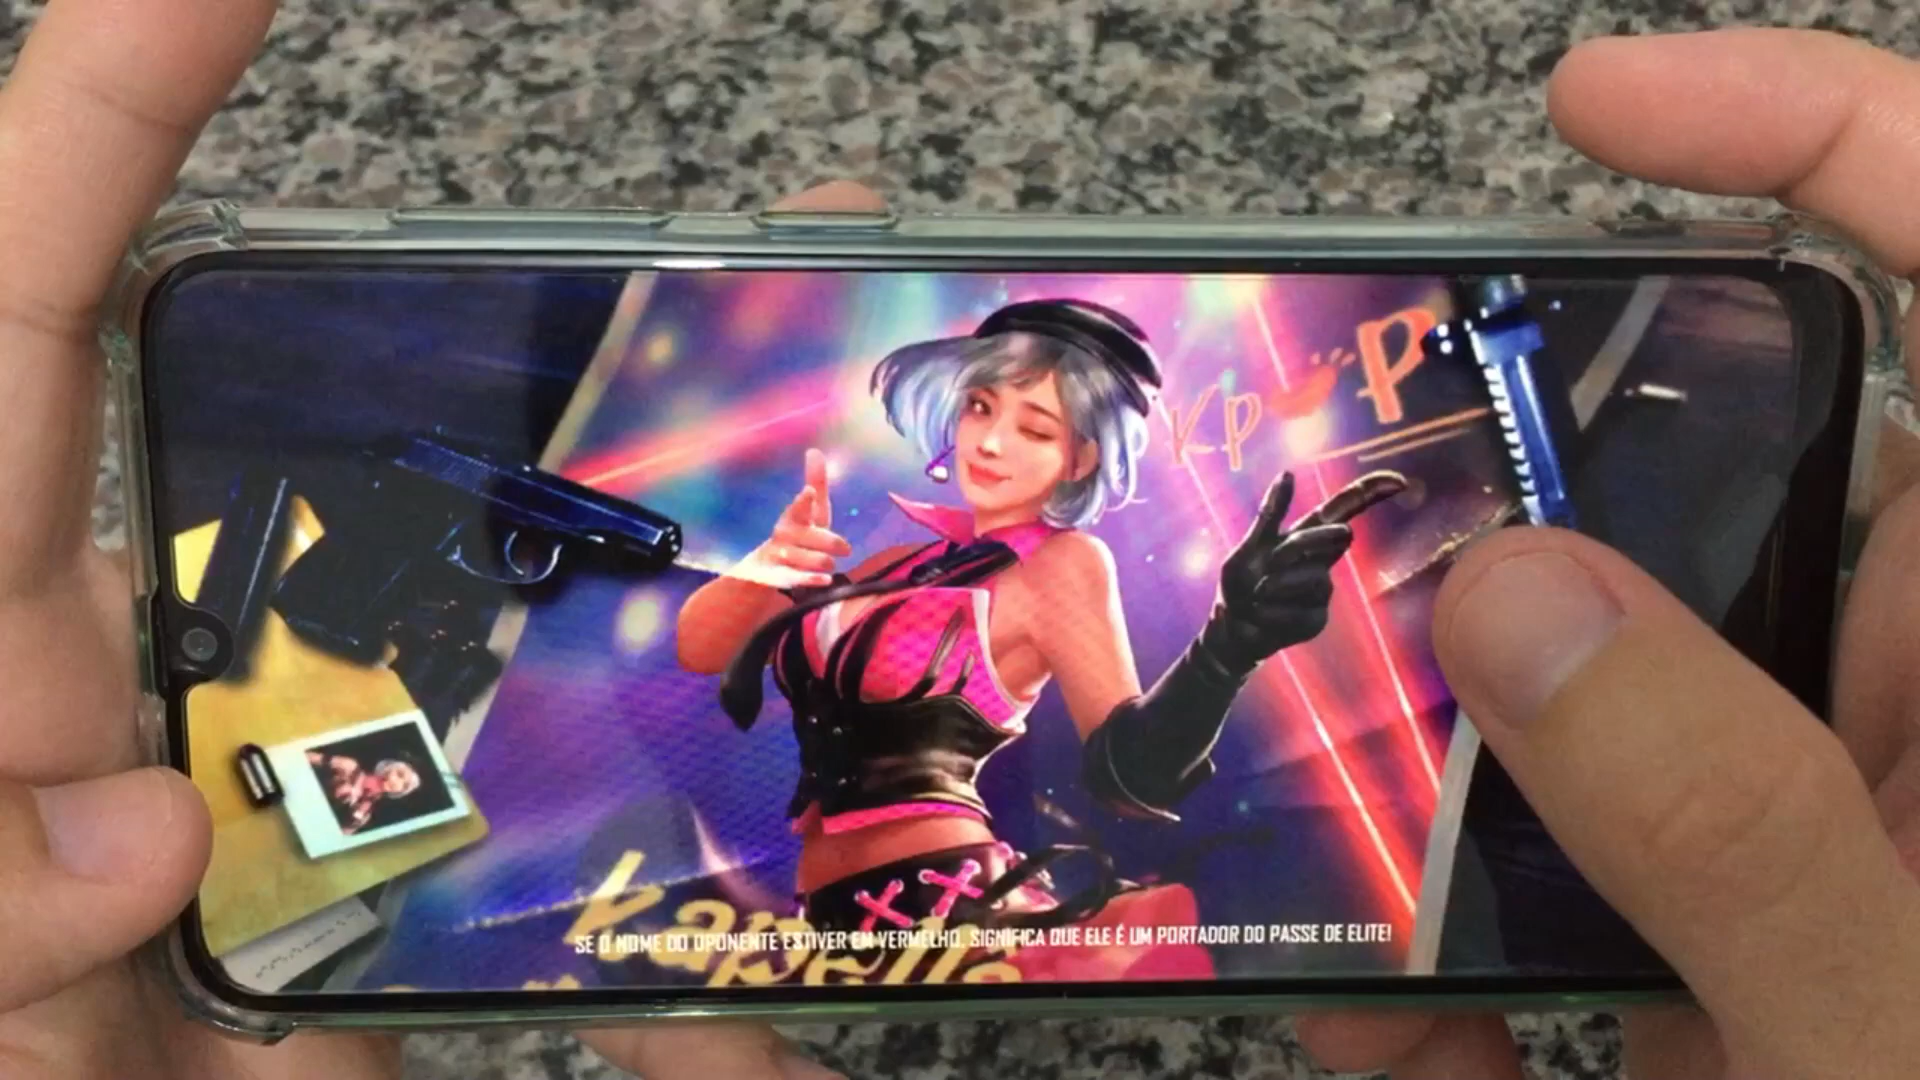 KPOP
Kapella
SE O NOME DO OPONENTE ESTIVER EM VERMELHO, SIGNIFICA QUE ELE É UM PORTADOR DO PASSE DE ELITE!